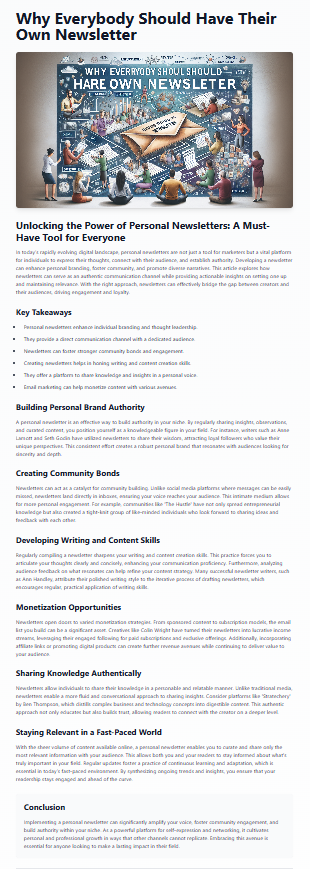 Why Everybody Should Have Their
Own Newsletter
WHY EVERRYBODY SHOUL SHOULD
HARE OWN NEWSLETTER
Unlocking the Power of Personal Newsletters: A Must-
Have Tool for Everyone
In today's rapidly evolving digital landscape, personal newsletters are not just a tool for marketers but a vital platform
for individuals to express their thoughts, connect with their audience, and establish authority. Developing a newsletter
can enhance personal branding, foster community, and promote diverse narratives. This article explores how
newsletters can serve as an authentic communication channel while providing actionable insights on setting one up
and maintaining it. With the right approach, newsletters can effectively bridge the gap between creators and
their audiences, driving engagement and loyalty.
Key Takeaways
• Personal newsletters enhance individual branding and thought leadership.
• They provide a direct communication channel with a dedicated audience
• Newsletters can foster stronger community bonds and engagement.
• Creating newsletters helps in honing writing and content creation skills
• They offer a platform to share knowledge and insights in a personal voice
• Email marketing can help monetize content with various avenues
Building Personal Brand Authority
A personal newsletter is an effective way to build authority in your niche. By regularly sharing insights, observations,
and curated content, you position yourself as a knowledgeable figure in your field. For instance, writers such as Anne
Lamott and Seth Godin have utilized newsletters to share their wisdom, attracting loyal followers who value their
unique perspectives. This consistent effort creates a robust personal brand that resonates with audiences looking for
sincerity and depth.
Creating Community Bonds
Newsletters can act as a catalyst for community building. Unlike social media platforms where messages can be easily
missed, newsletters land directly in inboxes, ensuring your voice reaches your audience. This intimate medium allows
for more personal engagement. For example, communities like "The Hustle" have not only spread entrepreneurial
knowledge but also created a tight-knit group of like-minded individuals who look forward to sharing ideas and
feedback with each other.
Developing Writing and Content Skills
Regularly compiling a newsletter sharpens your writing and content creation skills. This practice forces you to
articulate your thoughts clearly and concisely, enhancing your communication proficiency. Furthermore, analyzing
audience feedback on what resonates can help refine your content strategy. Many successful newsletter writers, such
as Ann Handley, attribute their polished writing style to the iterative process of drafting newsletters, which
encourages regular, practical application of writing skills.
Monetization Opportunities
Newsletters open doors to varied monetization strategies. From sponsored content to subscription models, the email
list you build can be a significant asset. Creatives like Colin Wright have turned their newsletters into lucrative income
streams, leveraging their engaged following for paid subscriptions and exclusive offerings. Additionally, incorporating
affiliate links or promoting digital products can create further revenue avenues while continuing to deliver value to
your audience.
Sharing Knowledge Authentically
Newsletters allow individuals to share their knowledge in a personable and relatable manner. Unlike traditional media,
newsletters enable a more fluid and conversational approach to sharing insights. Consider platforms like "Stratechery"
by Ben Thompson, which distills complex business and technology concepts into digestible content. This authentic
approach not only educates but also builds trust, allowing readers to connect with the creator on a deeper level.
Staying Relevant in a Fast-Paced World
With the sheer volume of content available online, a personal newsletter enables you to curate and share only the
most relevant information with your audience. This allows both you and your readers to stay informed about what's
truly important in your field. Regular updates foster a practice of continuous learning and adaptation, which is
essential in today's fast-paced environment. By synthesizing ongoing trends and insights, you ensure that your
readership stays engaged and ahead of the curve.
Conclusion
Implementing a personal newsletter can significantly amplify your voice, foster community engagement, and
build authority within your niche. As a powerful platform for self-expression and networking, it cultivates
personal and professional growth in ways that other channels cannot replicate. Embracing this avenue is
essential for anyone looking to make a lasting impact in their field.